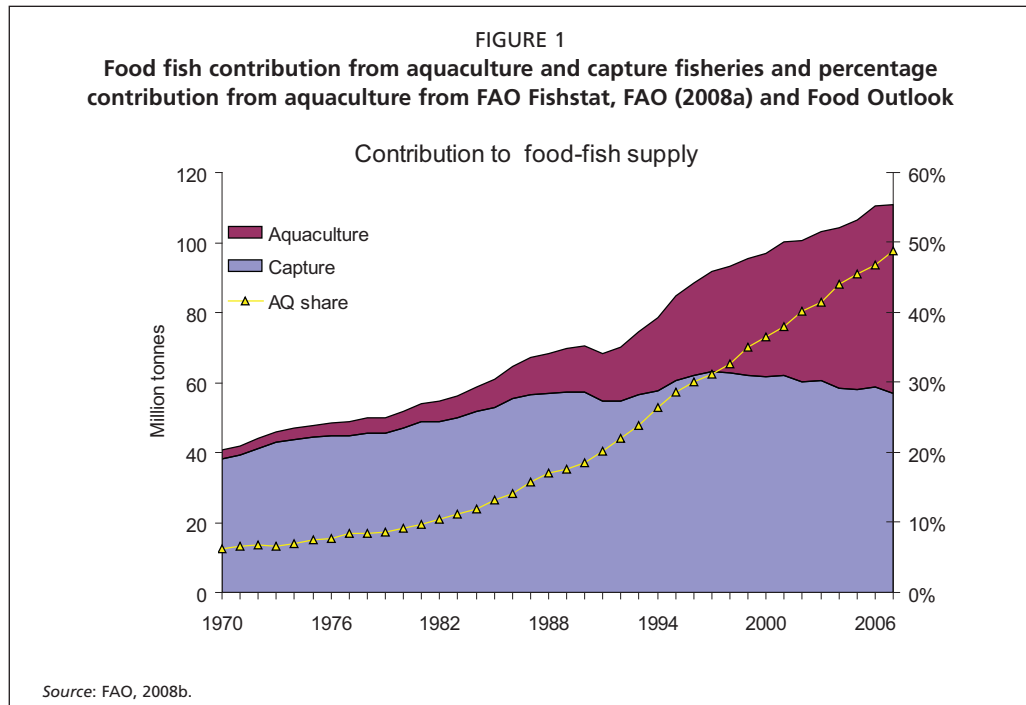 FIGURE 1
Food fish contribution from aquaculture and capture fisheries and percentage
contribution from aquaculture from FAO Fishstat, FAO (2008a) and Food Outlook
Contribution to food-fish supply
120
100
80
60
40
20
0
Million tonnes
Aquaculture
Capture
AQ share
60%
50%
40%
30%
20%
10%
0%
1970 1976 1982 1988 1994 2000 2006
Source: FAO, 2008b.